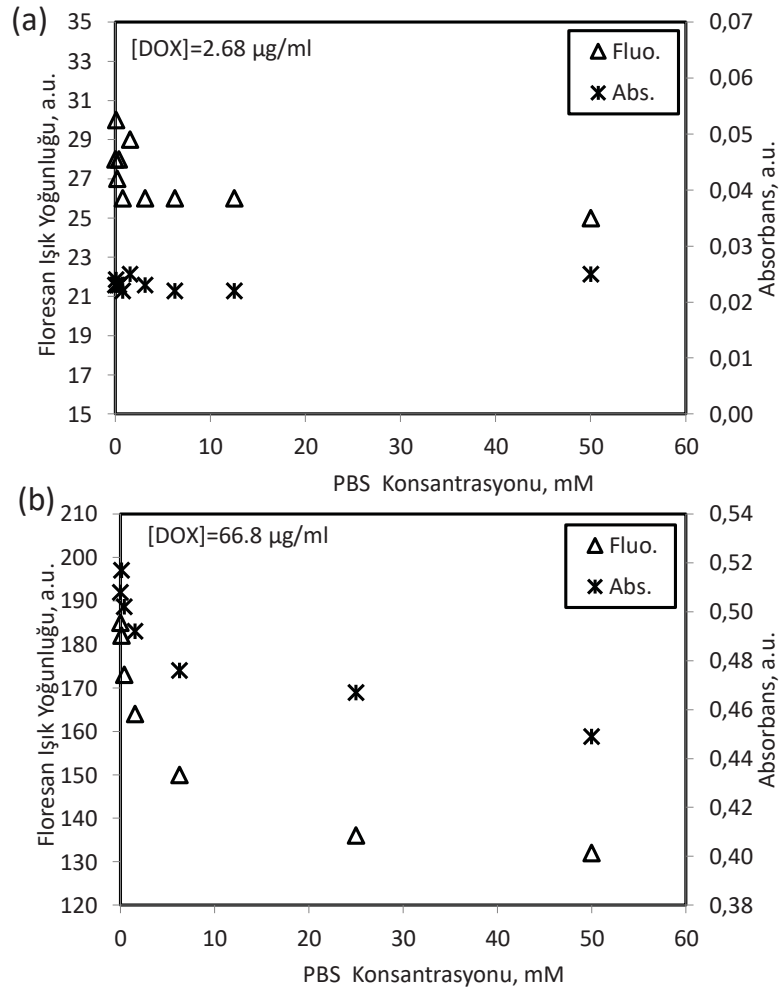 (a)
[DOX]=2.68 µg/ml
Fluo.
Abs.
Floresan Işık Yoğunluğu, a.u.
35
33
31
29
27
25
23
21
19
17
15
0,07
0,06
0,05
0,04
0,03
0,02
0,01
0,00
Absorbans, a.u.
0 10 20 30 40 50 60
PBS Konsantrasyonu, mM
(b)
[DOX]=66.8 µg/ml
Fluo.
Abs.
Floresan Işık Yoğunluğu, a.u.
210
200
190
180
170
160
150
140
130
120
0,54
0,52
0,50
0,48
0,46
0,44
0,42
0,40
0,38
Absorbans, a.u.
0 10 20 30 40 50 60
PBS Konsantrasyonu, mM